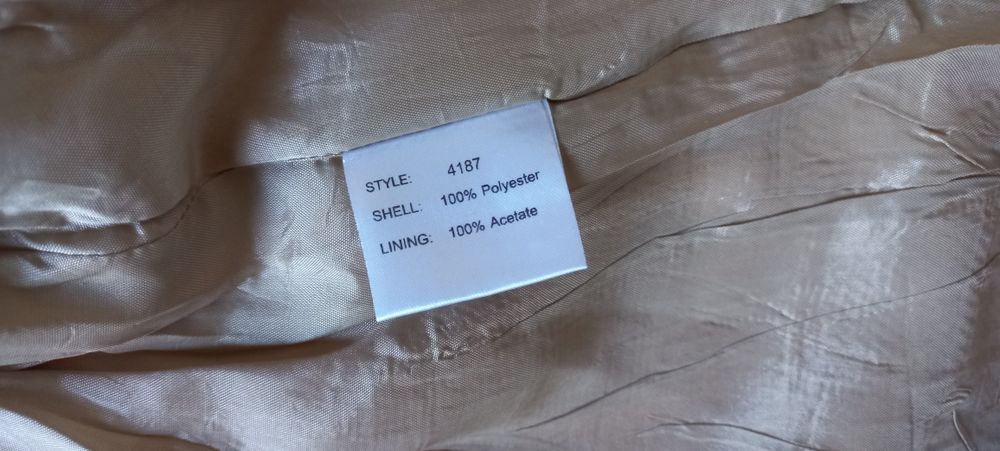 STYLE: 4187
SHELL: 100% Polyester
LINING: 100% Acetate